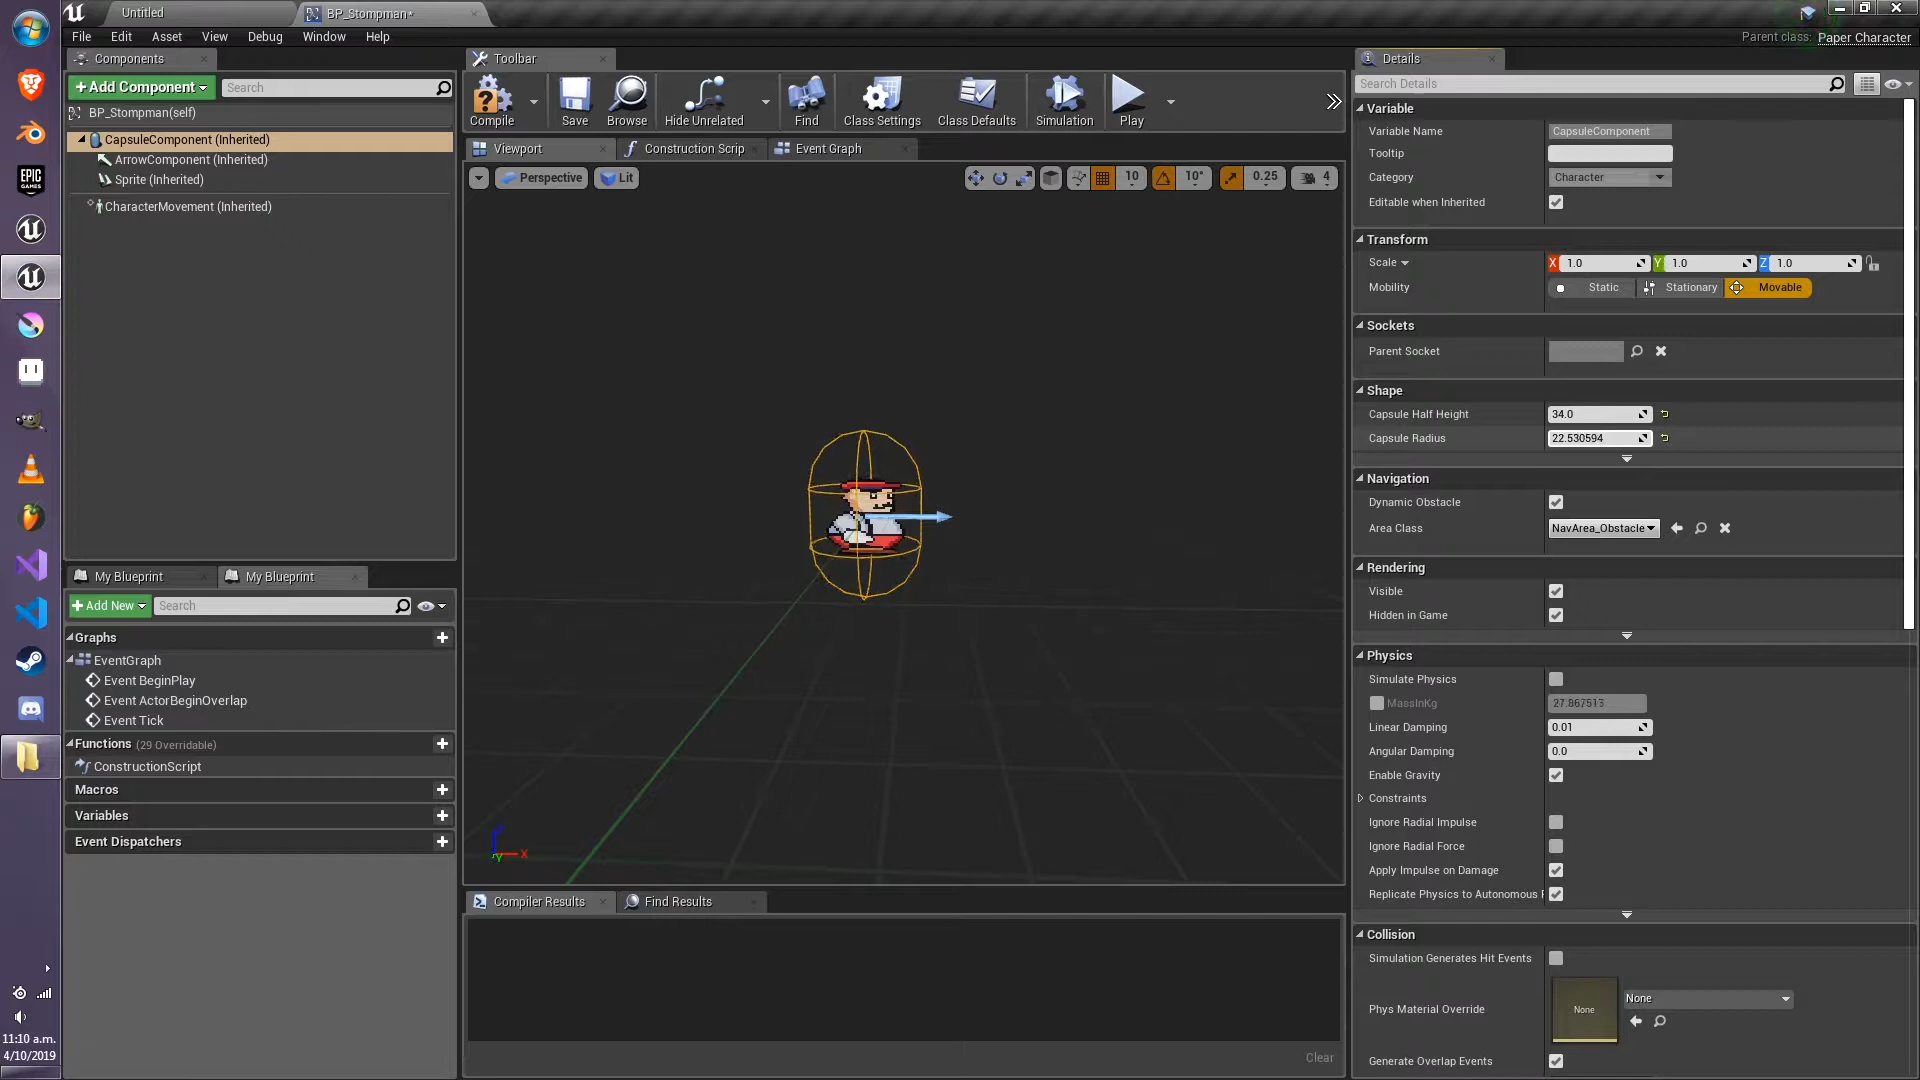 Untitled
BP_Stompman*
File Edit Asset View Debug Window Help
Parent class: Paper Character
Components
+Add Component
Search
BP_Stompman(self)
CapsuleComponent (Inherited)
ArrowComponent (Inherited)
Sprite (Inherited)
CharacterMovement (Inherited)
Toolbar
Compile
Save
Browse
Hide Unrelated
Find
Class Settings
Class Defaults
Simulation
Play
Viewport
Construction Scrip
Event Graph
Perspective
Lit
10
10°
0.25
4
X
Y
My Blueprint
My Blueprint
+Add New
Search
Graphs
EventGraph
Event BeginPlay
Event ActorBeginOverlap
Event Tick
Functions (29 Overridable)
ConstructionScript
Macros
Variables
Event Dispatchers
Compiler Results
Find Results
Clear
Details
Search Details
Variable
Variable Name CapsuleComponent
Tooltip
Category Character
Editable when Inherited
Transform
Scale X 1.0 Y 1.0 Z 1.0
Mobility Static Stationary Movable
Sockets
Parent Socket
Shape
Capsule Half Height 34.0
Capsule Radius 22.530594
Navigation
Dynamic Obstacle
Area Class NavArea_Obstacle
Rendering
Visible
Hidden in Game
Physics
Simulate Physics
MassInKg 27.867513
Linear Damping 0.01
Angular Damping 0.0
Enable Gravity
Constraints
Ignore Radial Impulse
Ignore Radial Force
Apply Impulse on Damage
Replicate Physics to Autonomous
Collision
Simulation Generates Hit Events
Phys Material Override None None
Generate Overlap Events
EPIC
GAMES
11:10 a.m.
4/10/2019